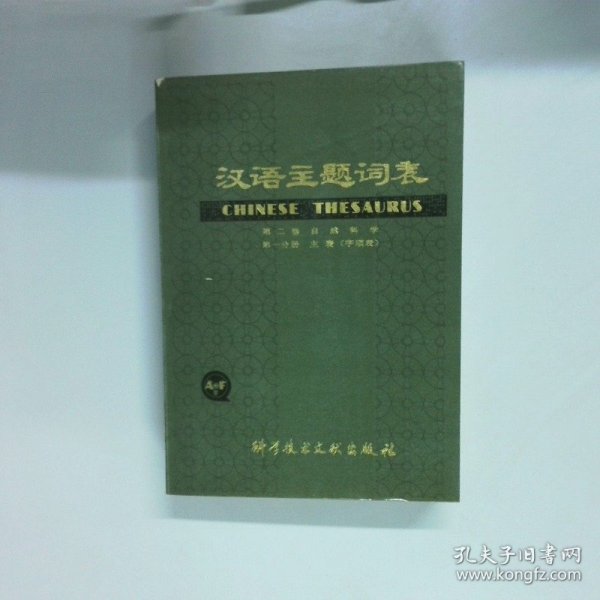 汉语主题词表
CHINESE THESAURUS
第二卷 自然科学
第一分册 主表(字顺表)
A—F
科学技术文献出版社
孔夫子旧书网
www.kongfz.com